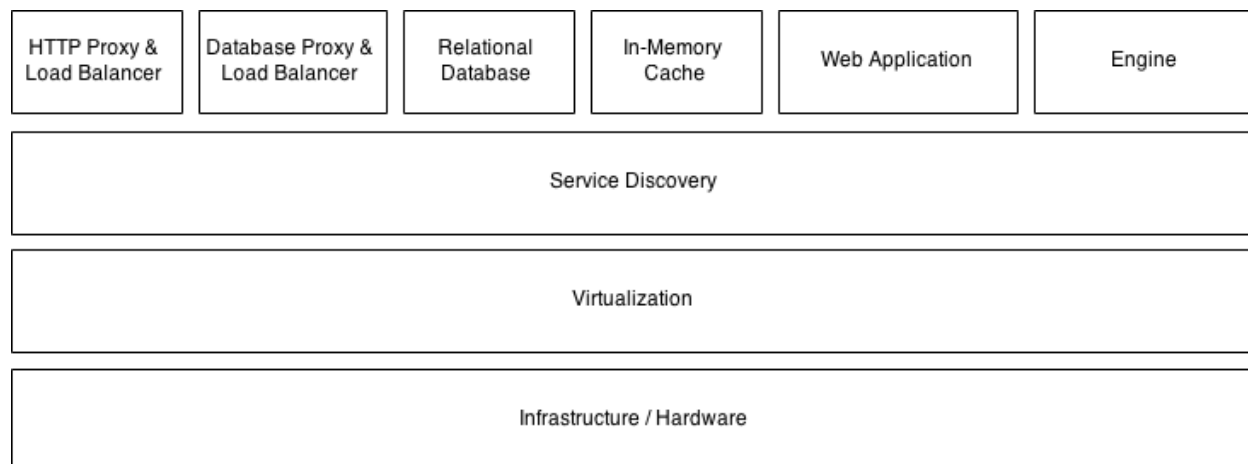 HTTP Proxy &
Load Balancer
Database Proxy &
Load Balancer
Relational
Database
In-Memory
Cache
Web Application
Engine
Service Discovery
Virtualization
Infrastructure / Hardware